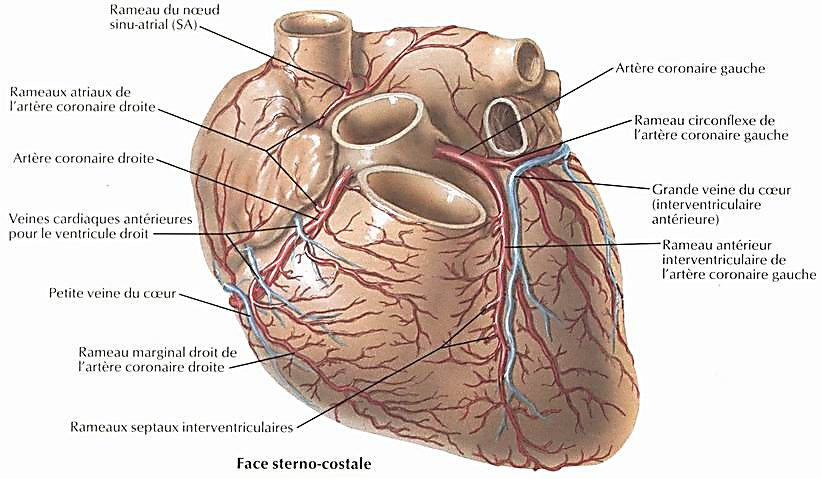 Rameau du nœud
sinu-atrial (SA)
Rameaux atriaux de
l'artère coronaire droite
Artère coronaire droite
Veines cardiaques antérieures
pour le ventricule droit
Petite veine du cœur
Rameau marginal droit de
l'artère coronaire droite
Rameaux septaux interventriculaires
Artère coronaire gauche
Rameau circonflexe de
l'artère coronaire gauche
Grande veine du cœur
(interventriculaire
antérieure)
Rameau antérieur
interventriculaire de
l'artère coronaire gauche
Face sterno-costale